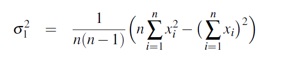 σ₁² = 1/(n(n−1)) (n∑ᵢ₌₁ⁿ xᵢ² − (∑ᵢ₌₁ⁿ xᵢ)²)